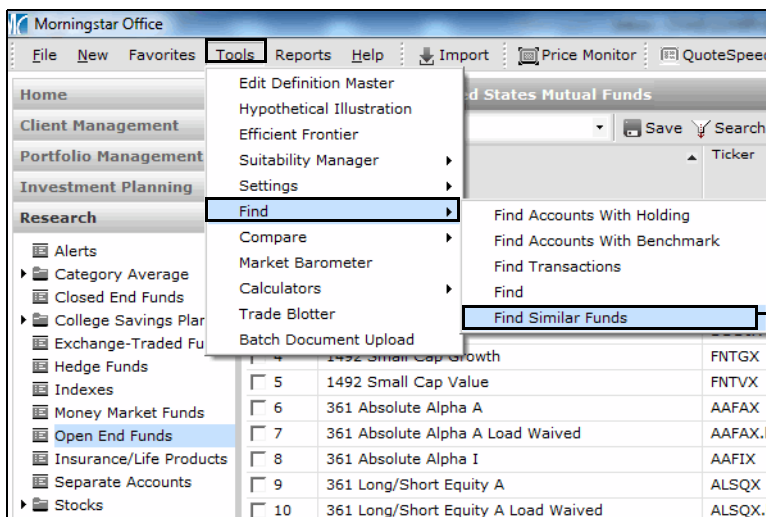 Morningstar Office
File New Favorites Tools Reports Help Import Price Monitor QuoteSpeed
Home
Client Management
Portfolio Management
Investment Planning
Research
Alerts
Category Average
Closed End Funds
College Savings Plan
Exchange-Traded Fu
Hedge Funds
Indexes
Money Market Funds
Open End Funds
Insurance/Life Products
Separate Accounts
Stocks
Edit Definition Master
Hypothetical Illustration
Efficient Frontier
Suitability Manager
Settings
Find
Compare
Market Barometer
Calculators
Trade Blotter
Batch Document Upload
Find Accounts With Holding
Find Accounts With Benchmark
Find Transactions
Find
Find Similar Funds
d States Mutual Funds
Save Search
Ticker
4 1492 Small Cap Growth FNTGX
5 1492 Small Cap Value FNTVX
6 361 Absolute Alpha A AAFAX
7 361 Absolute Alpha A Load Waived AAFAX.
8 361 Absolute Alpha I AAFIX
9 361 Long/Short Equity A ALSQX
10 361 Long/Short Equity A Load Waived ALSQX.